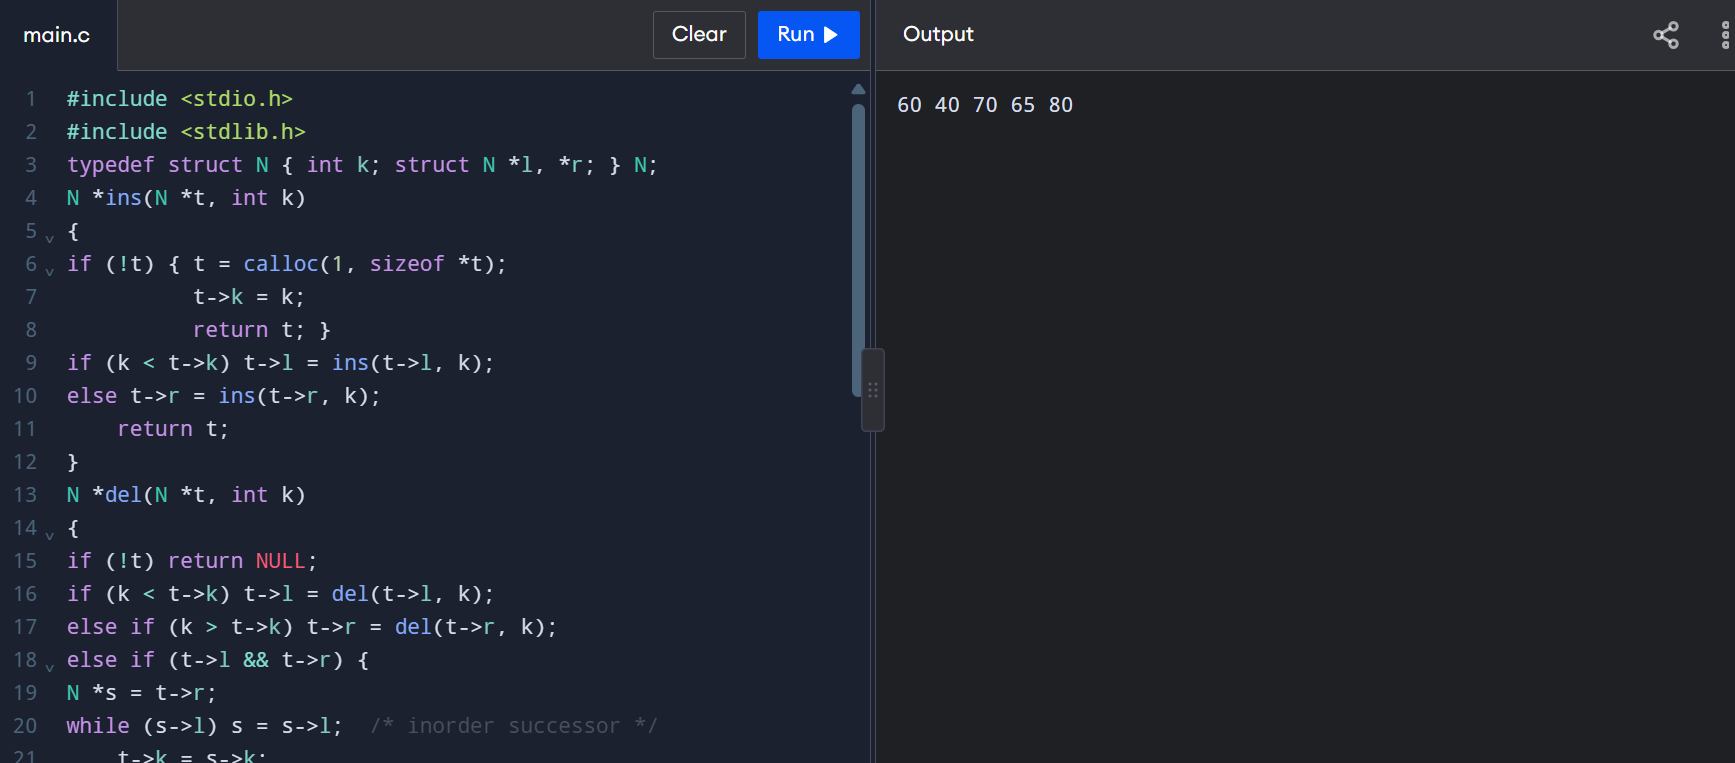 main.c
Clear
Run
Output
1 #include <stdio.h>
2 #include <stdlib.h>
3 typedef struct N { int k; struct N *l, *r; } N;
4 N *ins(N *t, int k)
5 {
6 if (!t) { t = calloc(1, sizeof *t);
7 t->k = k;
8 return t; }
9 if (k < t->k) t->l = ins(t->l, k);
10 else t->r = ins(t->r, k);
11 return t;
12 }
13 N *del(N *t, int k)
14 {
15 if (!t) return NULL;
16 if (k < t->k) t->l = del(t->l, k);
17 else if (k > t->k) t->r = del(t->r, k);
18 else if (t->l && t->r) {
19 N *s = t->r;
20 while (s->l) s = s->l; /* inorder successor */
21 t->k = s->k;
60 40 70 65 80